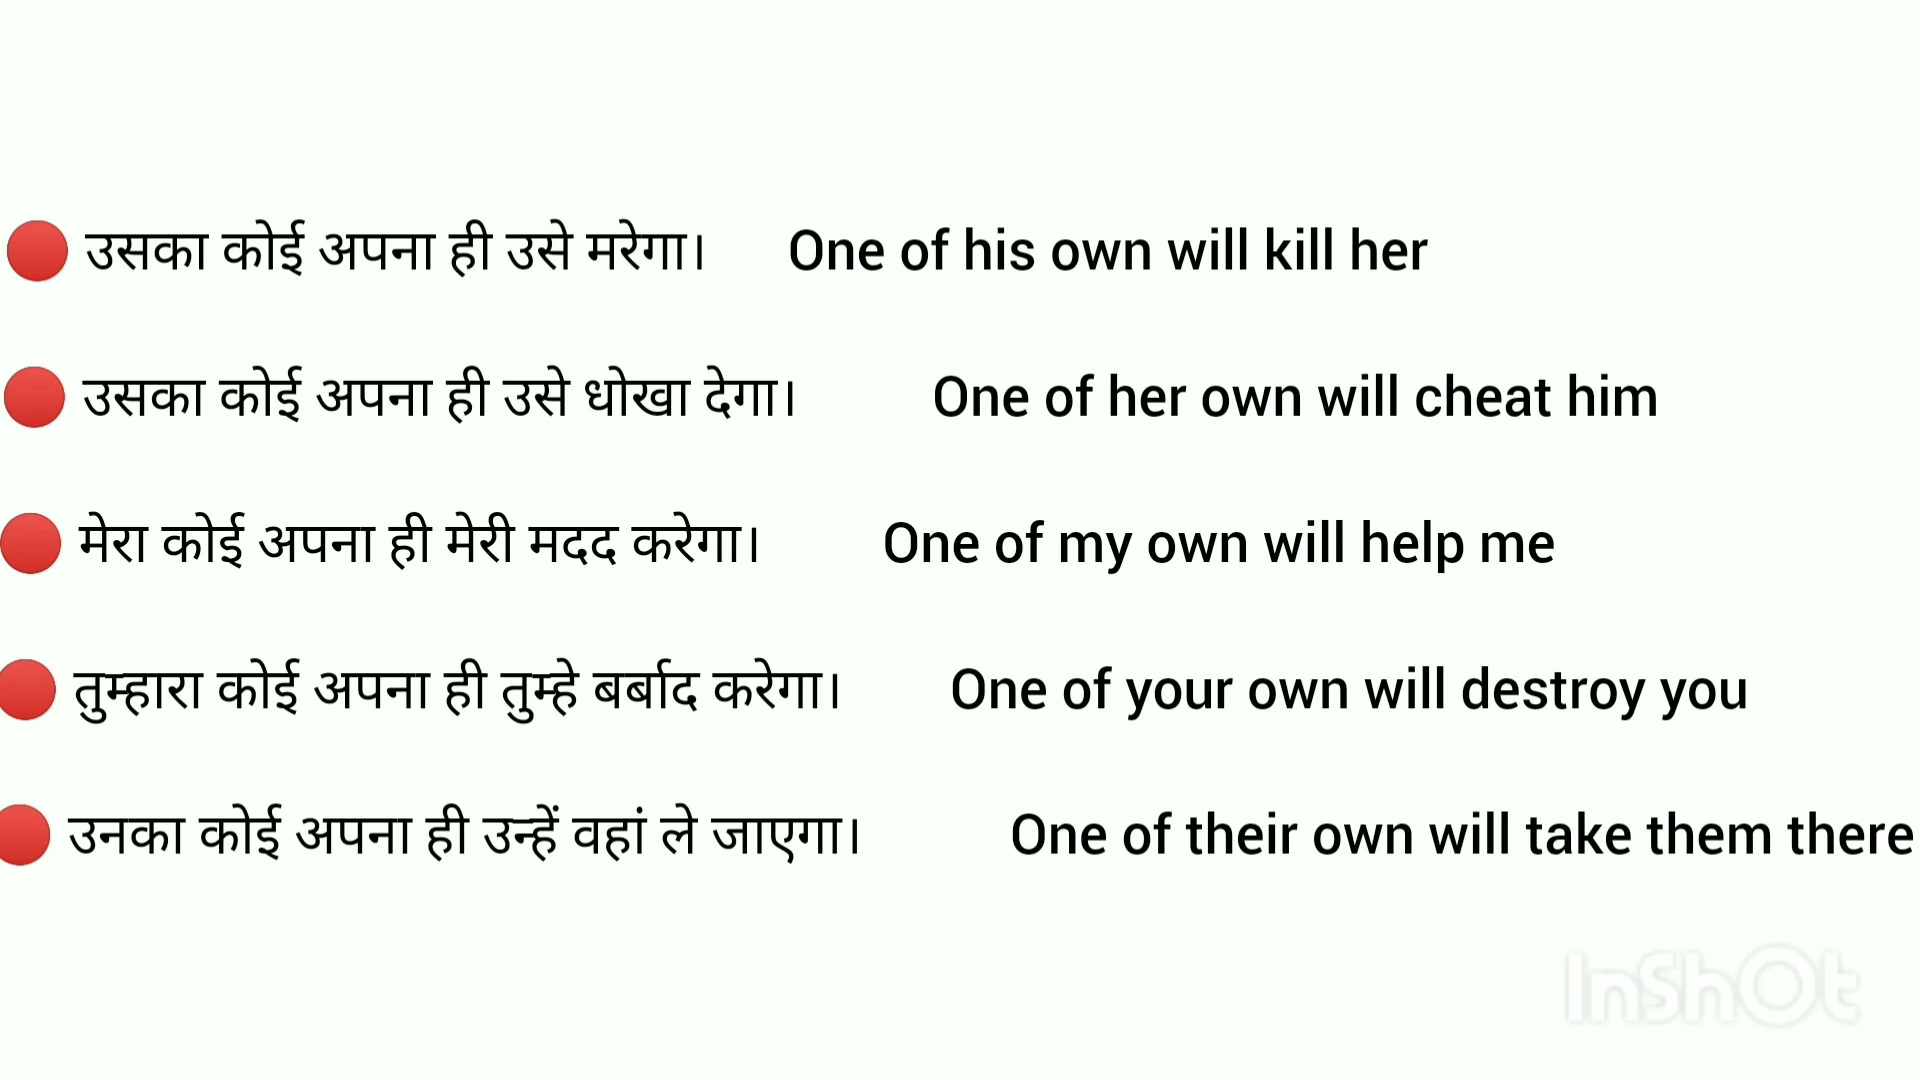 🔴 उसका कोई अपना ही उसे मरेगा। One of his own will kill her
🔴 उसका कोई अपना ही उसे धोखा देगा। One of her own will cheat him
🔴 मेरा कोई अपना ही मेरी मदद करेगा। One of my own will help me
🔴 तुम्हारा कोई अपना ही तुम्हे बर्बाद करेगा। One of your own will destroy you
🔴 उनका कोई अपना ही उन्हें वहां ले जाएगा। One of their own will take them there
InShOt